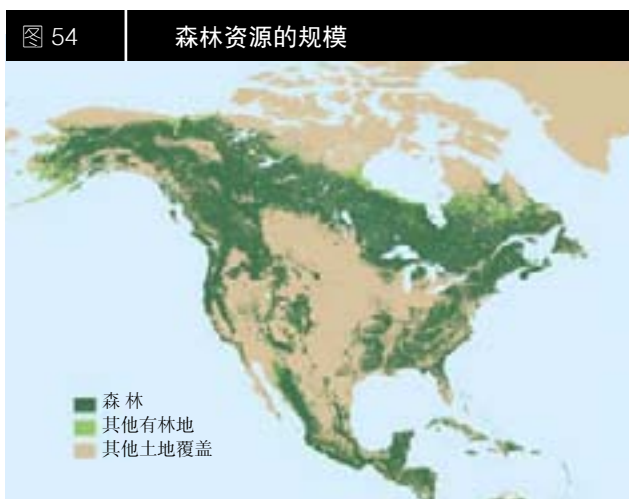 图 54 森林资源的规模
森 林
其他有林地
其他土地覆盖